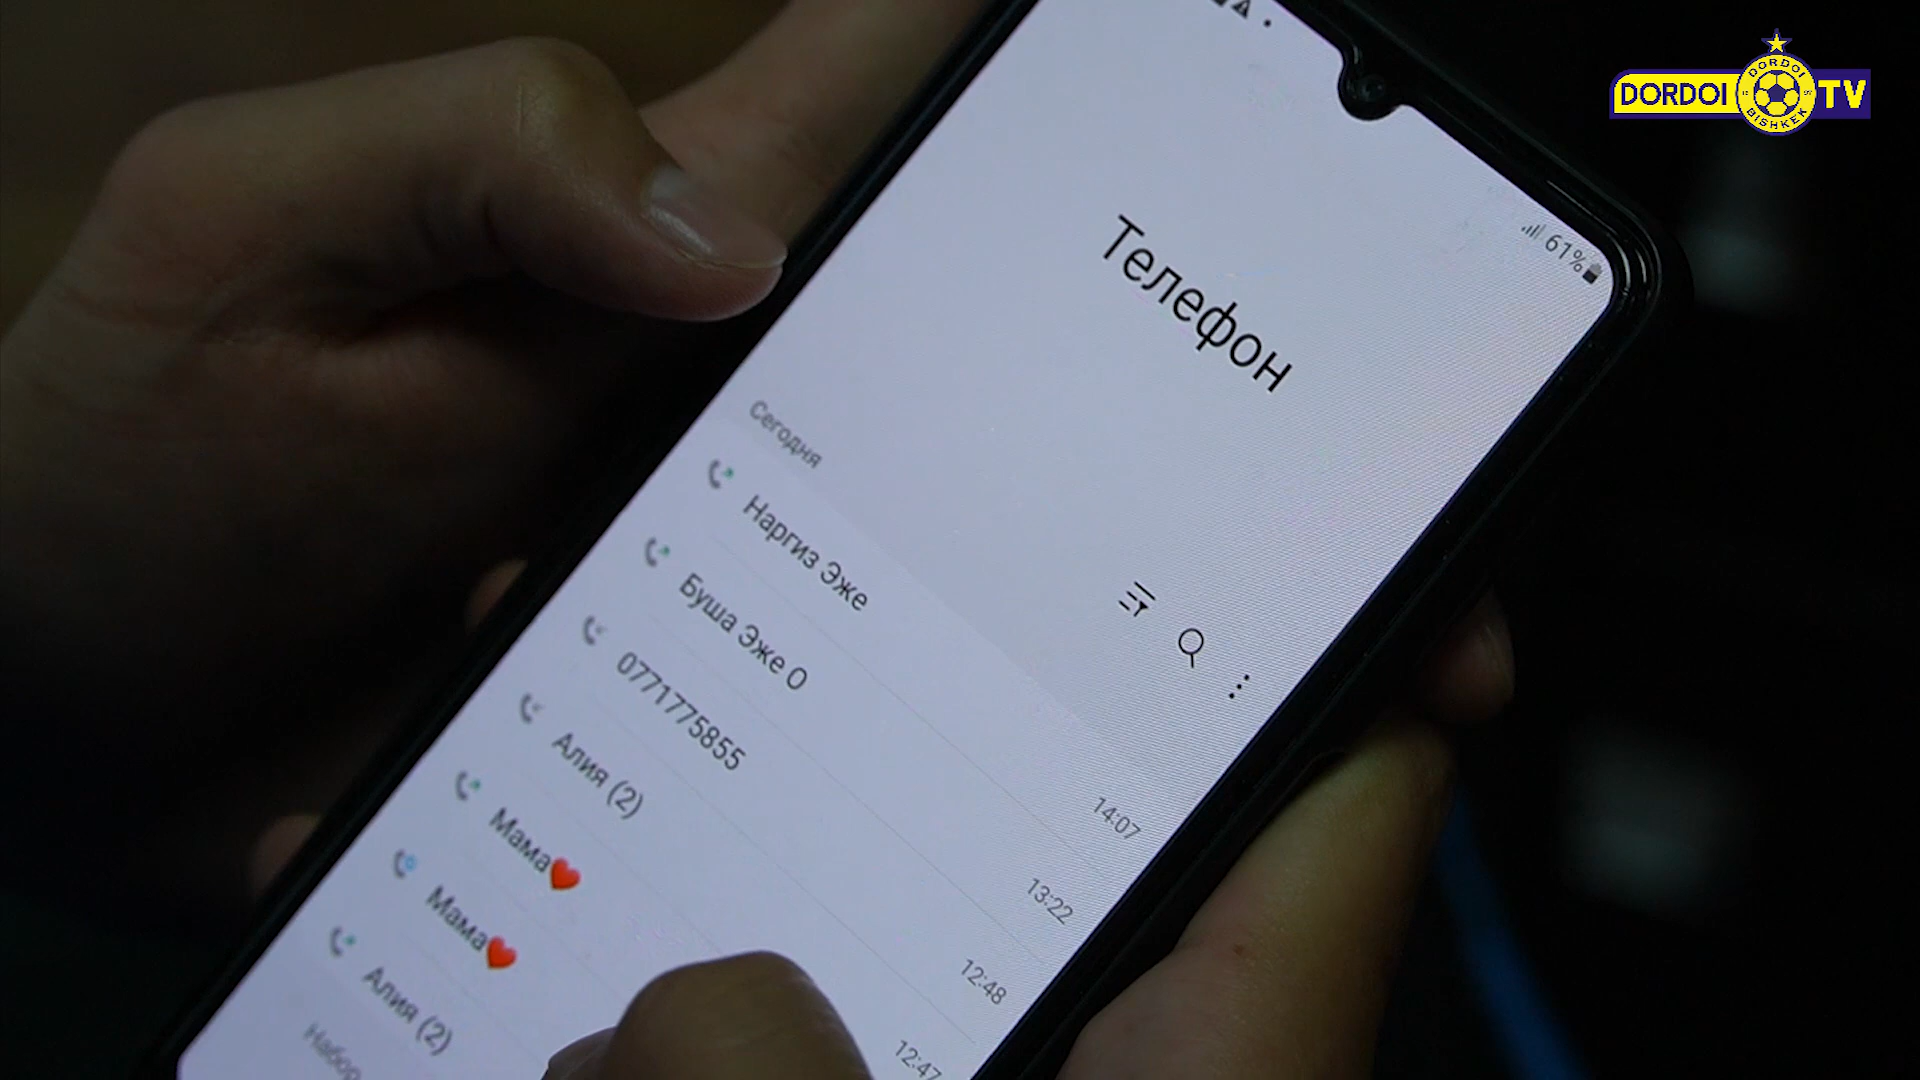 DORDOI TV
DORDOI
BISHKEK
61%
Телефон
Сегодня
Наргиз Эже 14:07
Буша Эже 0 13:22
0771775855 12:48
Алия (2) 12:47
Мама❤️
Мама❤️
Алия (2)
Набор